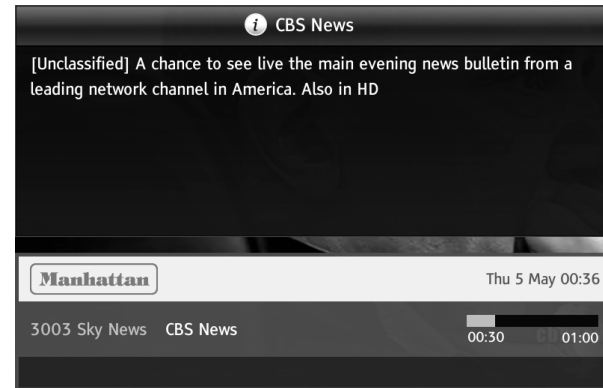 i CBS News
[Unclassified] A chance to see live the main evening news bulletin from a
leading network channel in America. Also in HD
Manhattan
Thu 5 May 00:36
3003 Sky News CBS News
00:30 01:00